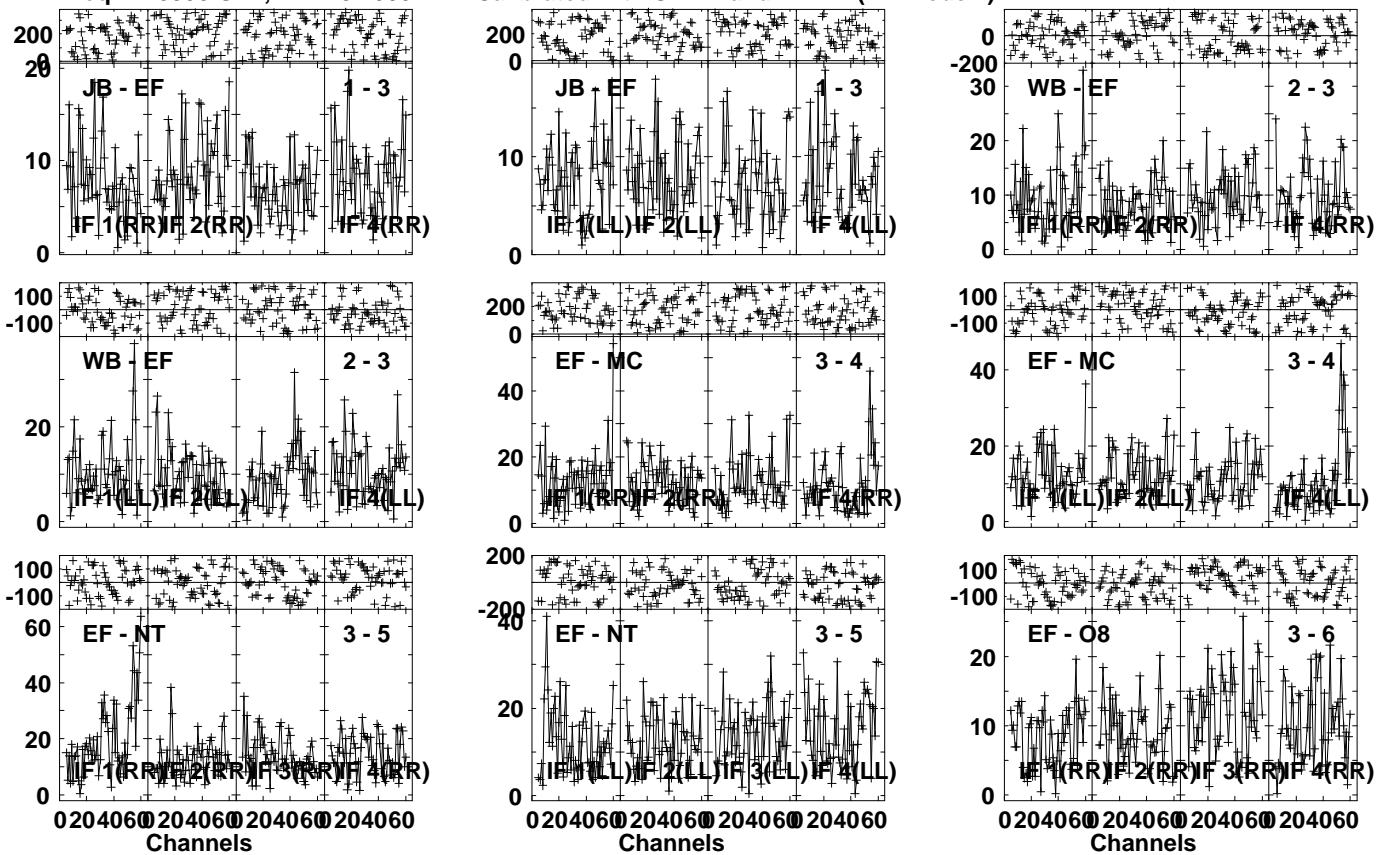 200
0
20
10
0
JB - EF 1 - 3
IF 1(RR) IF 2(RR) IF 4(RR)
200
0
10
0
JB - EF 1 - 3
IF 1(LL) IF 2(LL) IF 4(LL)
0
-200
30
20
10
0
WB - EF 2 - 3
IF 1(RR) IF 2(RR) IF 4(RR)
100
-100
20
0
WB - EF 2 - 3
IF 1(LL) IF 2(LL) IF 4(LL)
200
0
40
20
0
EF - MC 3 - 4
IF 1(RR) IF 2(RR) IF 4(RR)
100
-100
40
20
0
EF - MC 3 - 4
IF 1(LL) IF 2(LL) IF 4(LL)
100
-100
60
40
20
0
EF - NT 3 - 5
IF 1(RR) IF 2(RR) IF 3(RR) IF 4(RR)
0 20 40 60 0 20 40 60 0 20 40 60 0 20 40 60
Channels
200
-200
40
20
0
EF - NT 3 - 5
IF 1(LL) IF 2(LL) IF 3(LL) IF 4(LL)
0 20 40 60 0 20 40 60 0 20 40 60 0 20 40 60
Channels
100
-100
20
10
0
EF - O8 3 - 6
IF 1(RR) IF 2(RR) IF 3(RR) IF 4(RR)
0 20 40 60 0 20 40 60 0 20 40 60 0 20 40 60
Channels